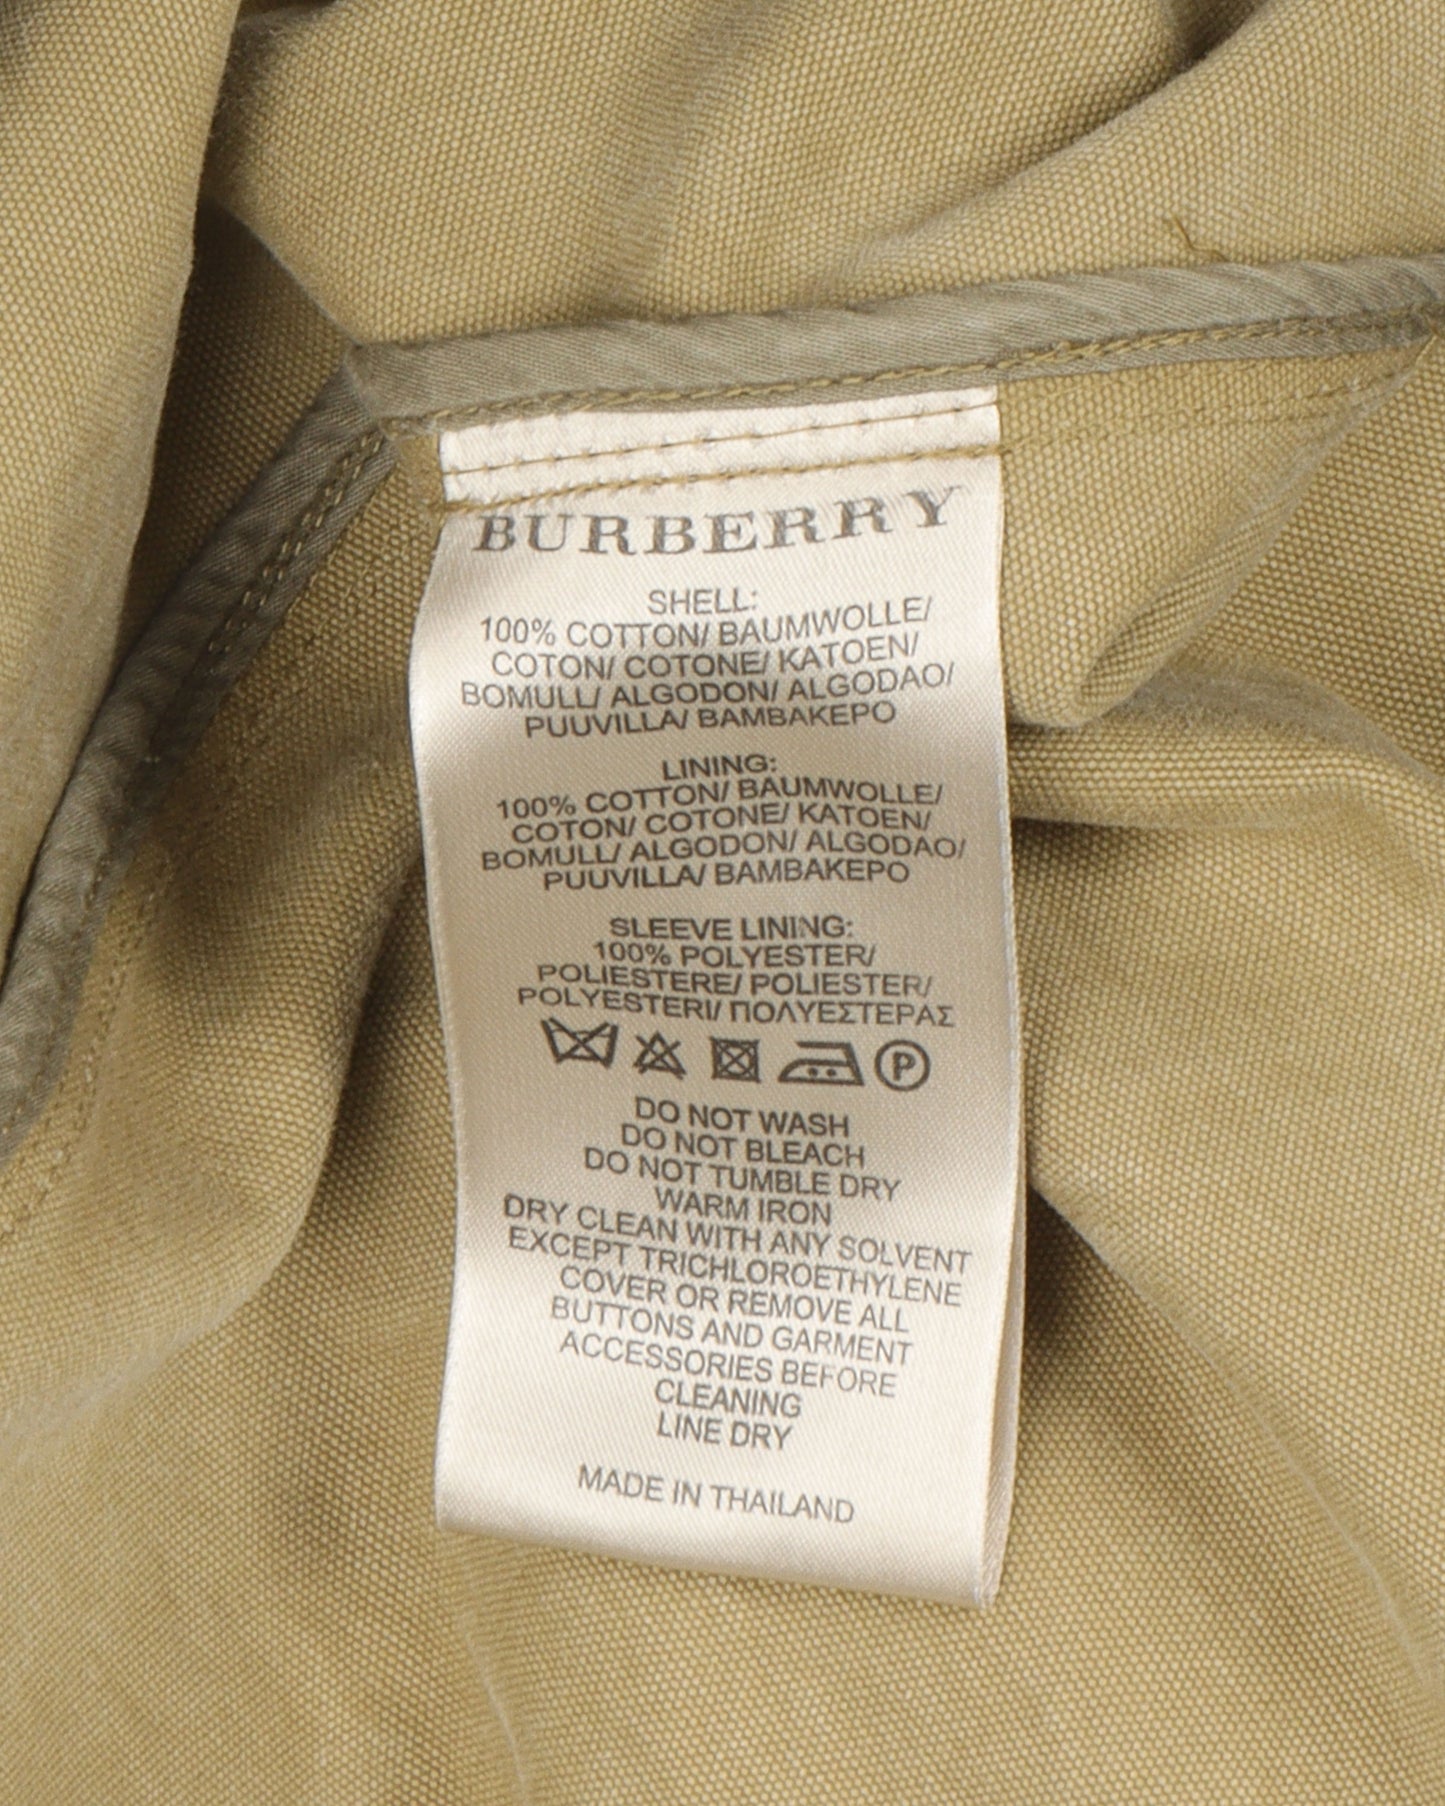 BURBERRY
SHELL:
100% COTTON/ BAUMWOLLE/
COTON/ COTONE/ KATOEN/
BOMULL/ ALGODON/ ALGODAO/
PUUVILLA/ BAMBAKEPO
LINING:
100% COTTON/ BAUMWOLLE/
COTON/ COTONE/ KATOEN/
BOMULL/ ALGODON/ ALGODAO/
PUUVILLA/ BAMBAKEPO
SLEEVE LINING:
100% POLYESTER/
POLIESTERE/ POLIESTER/
POLYESTERI/ ΠΟΛΥΕΣΤΕΡΑΣ
P
DO NOT WASH
DO NOT BLEACH
DO NOT TUMBLE DRY
WARM IRON
DRY CLEAN WITH ANY SOLVENT
EXCEPT TRICHLOROETHYLENE
COVER OR REMOVE ALL
BUTTONS AND GARMENT
ACCESSORIES BEFORE
CLEANING
LINE DRY
MADE IN THAILAND